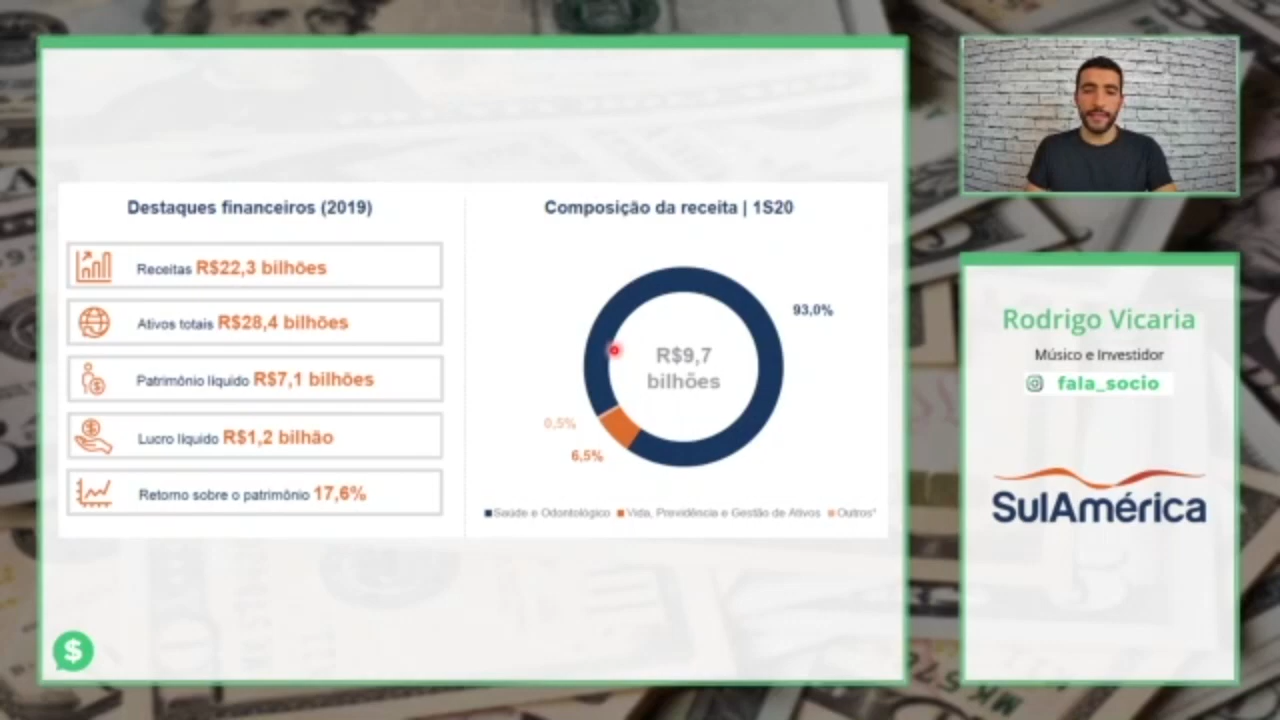 Destaques financeiros (2019)
Receitas R$22,3 bilhões
Ativos totais R$28,4 bilhões
Patrimônio líquido R$7,1 bilhões
Lucro líquido R$1,2 bilhão
Retorno sobre o patrimônio 17,6%
Composição da receita | 1S20
93,0%
R$9,7
bilhões
0,5%
6,5%
Saúde e Odontológico Vida, Previdência e Gestão de Ativos Outros*
$
Rodrigo Vicaria
Músico e Investidor
fala_socio
SulAmérica